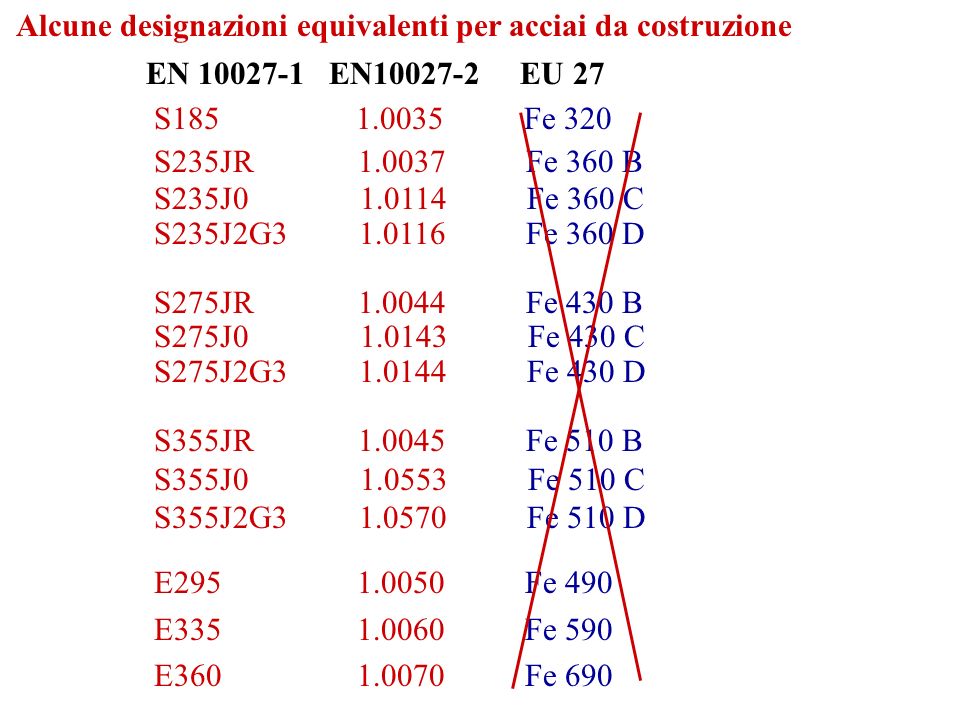 Alcune designazioni equivalenti per acciai da costruzione
EN 10027-1 EN10027-2 EU 27
S185 1.0035 Fe 320
S235JR 1.0037 Fe 360 B
S235J0 1.0114 Fe 360 C
S235J2G3 1.0116 Fe 360 D
S275JR 1.0044 Fe 430 B
S275J0 1.0143 Fe 430 C
S275J2G3 1.0144 Fe 430 D
S355JR 1.0045 Fe 510 B
S355J0 1.0553 Fe 510 C
S355J2G3 1.0570 Fe 510 D
E295 1.0050 Fe 490
E335 1.0060 Fe 590
E360 1.0070 Fe 690